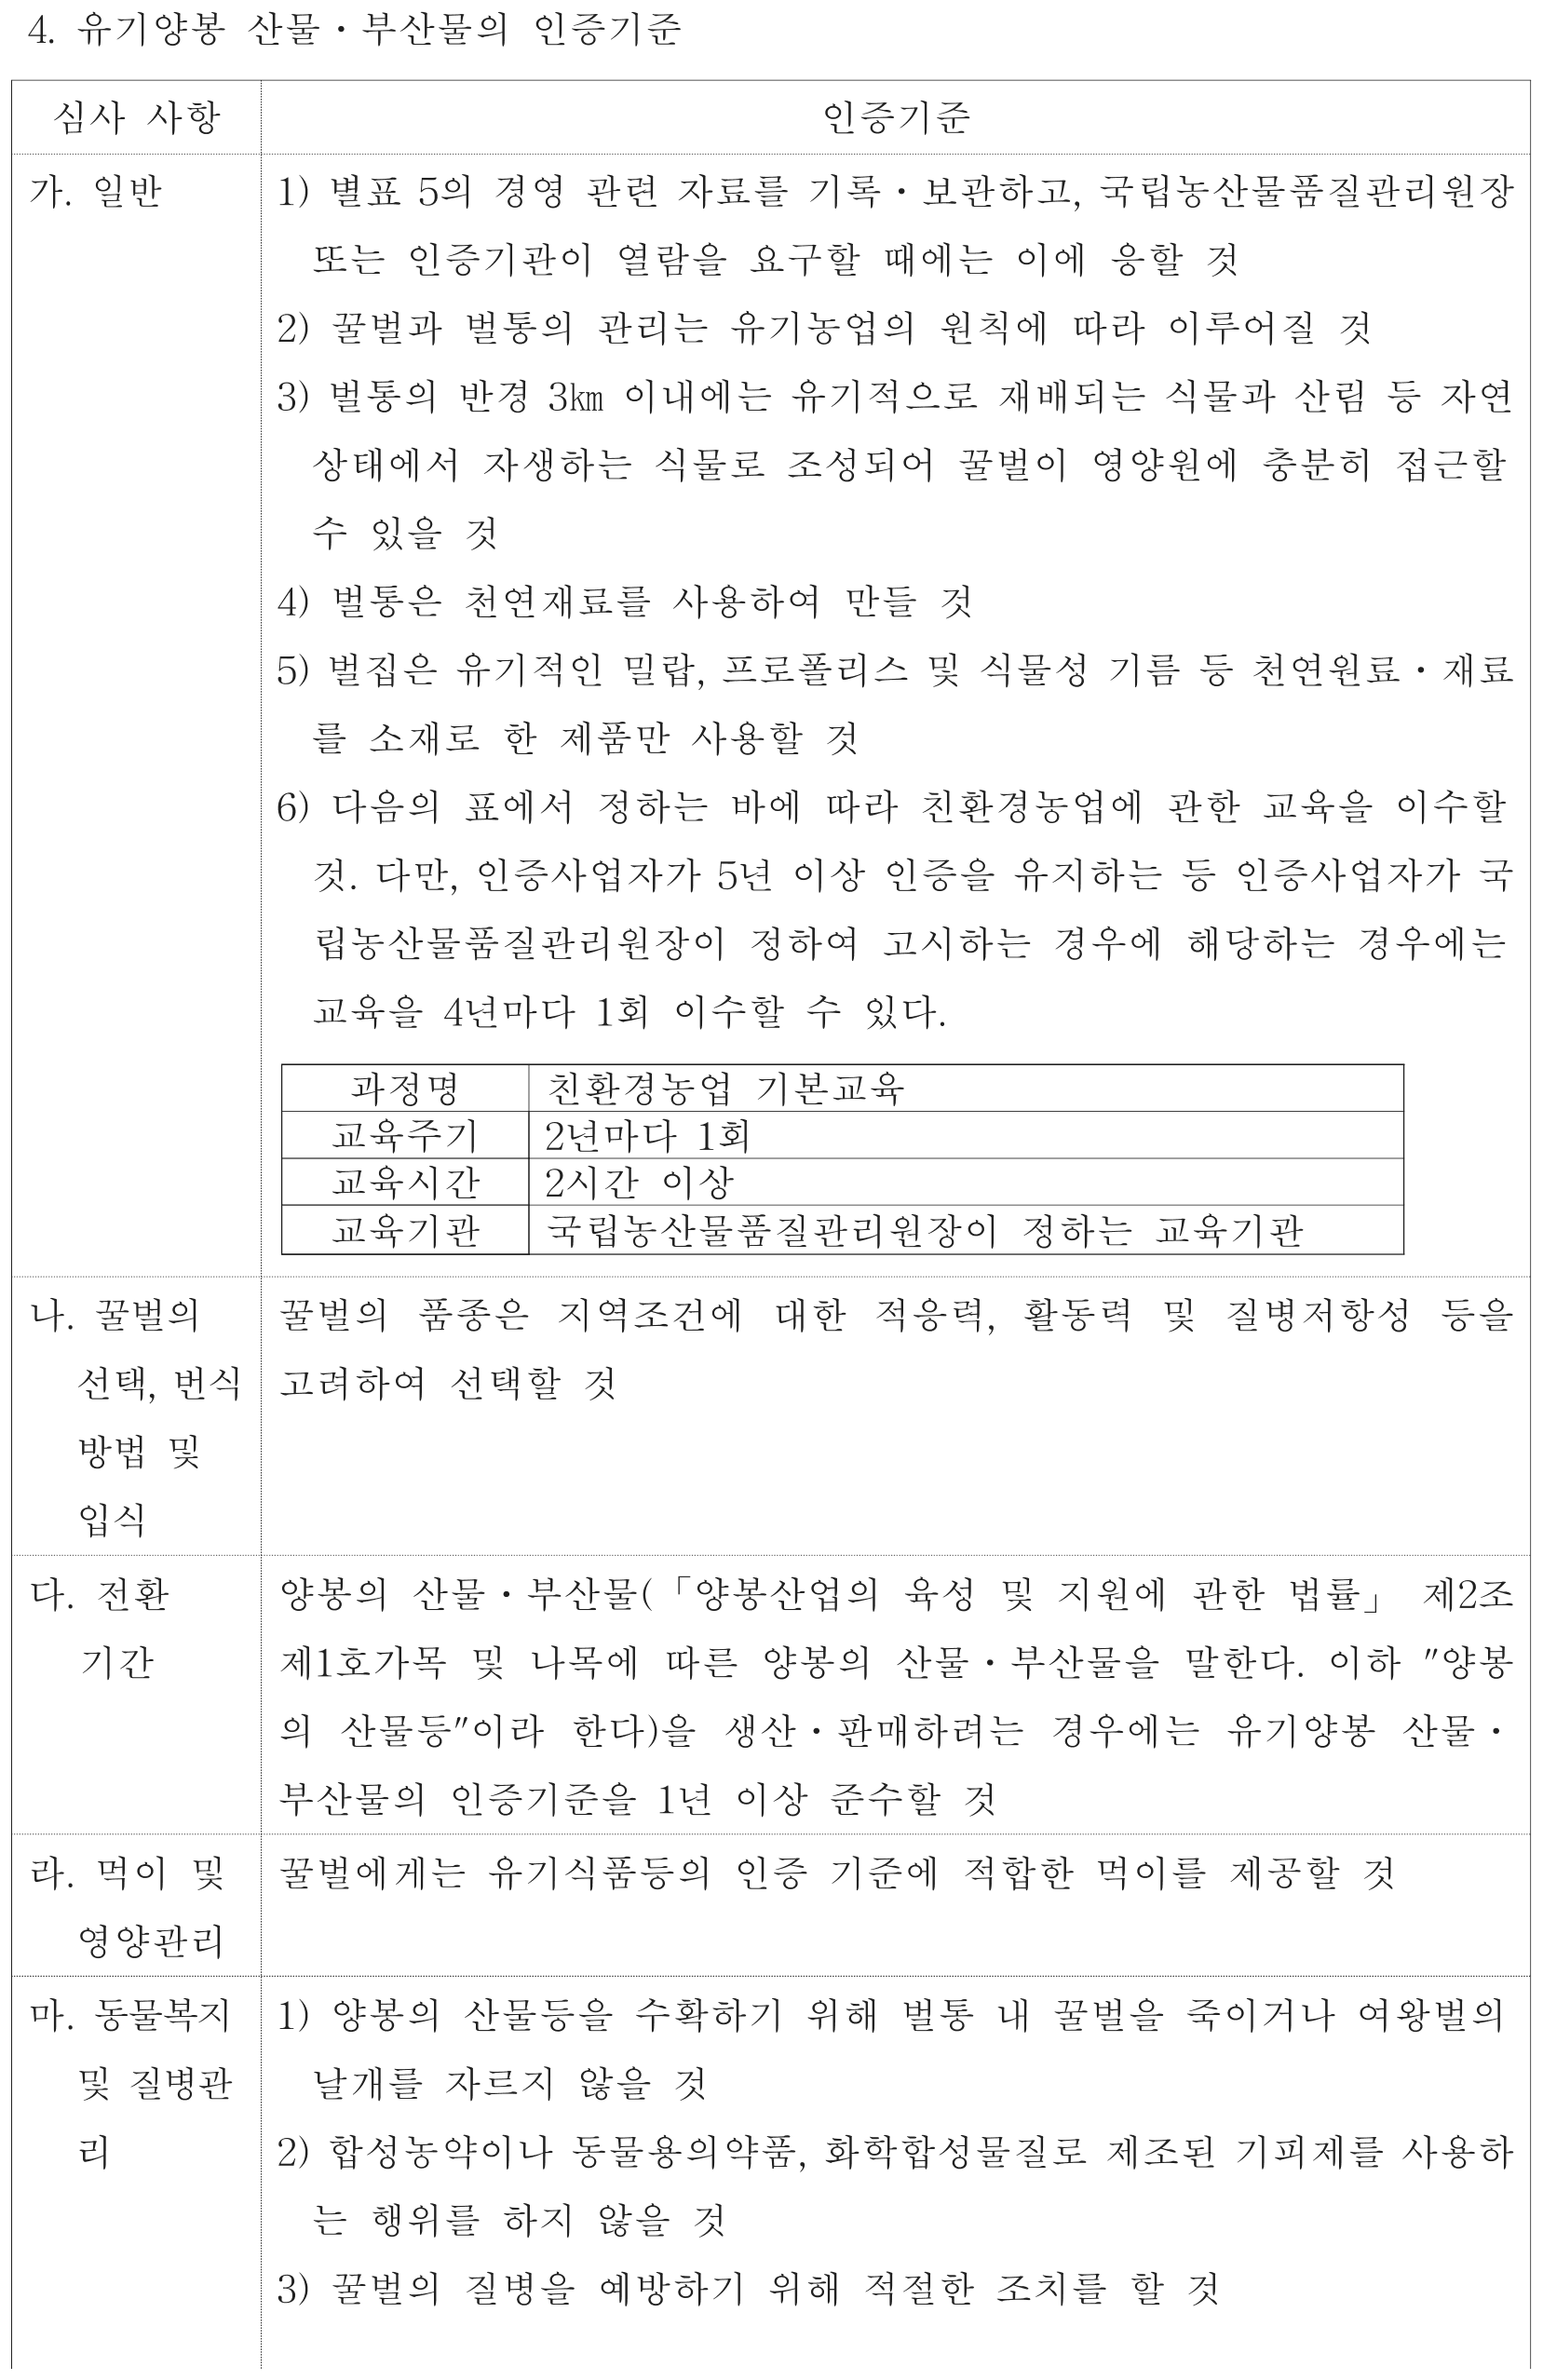 4. 유기양봉 산물·부산물의 인증기준
심사 사항 인증기준
가. 일반
1) 별표 5의 경영 관련 자료를 기록·보관하고, 국립농산물품질관리원장
또는 인증기관이 열람을 요구할 때에는 이에 응할 것
2) 꿀벌과 벌통의 관리는 유기농업의 원칙에 따라 이루어질 것
3) 벌통의 반경 3㎞ 이내에는 유기적으로 재배되는 식물과 산림 등 자연
상태에서 자생하는 식물로 조성되어 꿀벌이 영양원에 충분히 접근할
수 있을 것
4) 벌통은 천연재료를 사용하여 만들 것
5) 벌집은 유기적인 밀랍, 프로폴리스 및 식물성 기름 등 천연원료·재료
를 소재로 한 제품만 사용할 것
6) 다음의 표에서 정하는 바에 따라 친환경농업에 관한 교육을 이수할
것. 다만, 인증사업자가 5년 이상 인증을 유지하는 등 인증사업자가 국
립농산물품질관리원장이 정하여 고시하는 경우에 해당하는 경우에는
교육을 4년마다 1회 이수할 수 있다.
과정명 친환경농업 기본교육
교육주기 2년마다 1회
교육시간 2시간 이상
교육기관 국립농산물품질관리원장이 정하는 교육기관
나. 꿀벌의
선택, 번식
방법 및
입식
꿀벌의 품종은 지역조건에 대한 적응력, 활동력 및 질병저항성 등을
고려하여 선택할 것
다. 전환
기간
양봉의 산물·부산물(「양봉산업의 육성 및 지원에 관한 법률」 제2조
제1호가목 및 나목에 따른 양봉의 산물·부산물을 말한다. 이하 "양봉
의 산물등"이라 한다)을 생산·판매하려는 경우에는 유기양봉 산물·
부산물의 인증기준을 1년 이상 준수할 것
라. 먹이 및
영양관리
꿀벌에게는 유기식품등의 인증 기준에 적합한 먹이를 제공할 것
마. 동물복지
및 질병관
리
1) 양봉의 산물등을 수확하기 위해 벌통 내 꿀벌을 죽이거나 여왕벌의
날개를 자르지 않을 것
2) 합성농약이나 동물용의약품, 화학합성물질로 제조된 기피제를 사용하
는 행위를 하지 않을 것
3) 꿀벌의 질병을 예방하기 위해 적절한 조치를 할 것